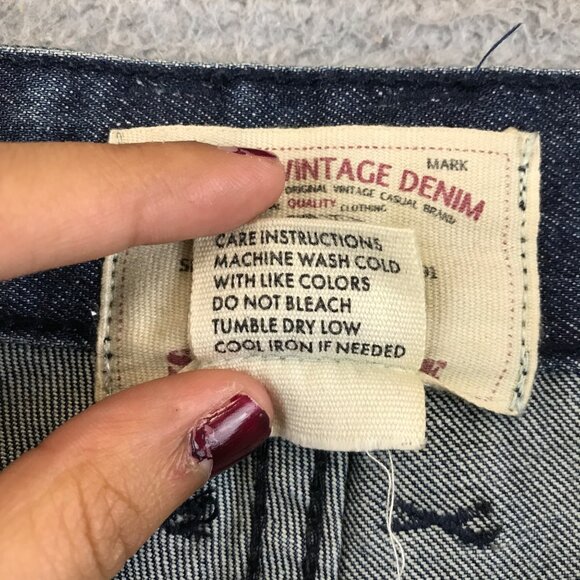 MARK
VINTAGE DENIM
ORIGINAL VINTAGE CASUAL BRAND
QUALITY CLOTHING
CARE INSTRUCTIONS
MACHINE WASH COLD
WITH LIKE COLORS
DO NOT BLEACH
TUMBLE DRY LOW
COOL IRON IF NEEDED